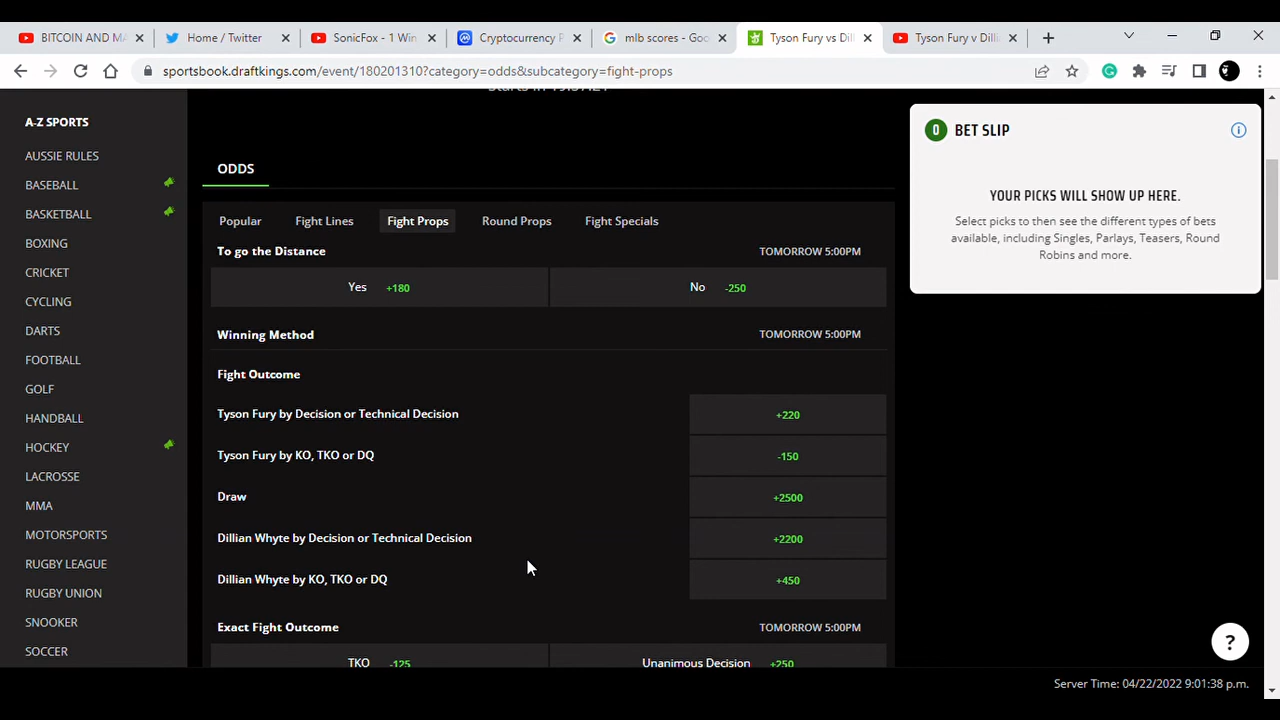 BITCOIN AND MA
Home / Twitter
SonicFox - 1 Win
Cryptocurrency P
mlb scores - Goo
Tyson Fury vs Dill
Tyson Fury v Dilli
sportsbook.draftkings.com/event/180201310?category=odds&subcategory=fight-props
A-Z SPORTS
AUSSIE RULES
BASEBALL
BASKETBALL
BOXING
CRICKET
CYCLING
DARTS
FOOTBALL
GOLF
HANDBALL
HOCKEY
LACROSSE
MMA
MOTORSPORTS
RUGBY LEAGUE
RUGBY UNION
SNOOKER
SOCCER
ODDS
Popular Fight Lines Fight Props Round Props Fight Specials
To go the Distance TOMORROW 5:00PM
Yes +180 No -250
Winning Method TOMORROW 5:00PM
Fight Outcome
Tyson Fury by Decision or Technical Decision +220
Tyson Fury by KO, TKO or DQ -150
Draw +2500
Dillian Whyte by Decision or Technical Decision +2200
Dillian Whyte by KO, TKO or DQ +450
Exact Fight Outcome TOMORROW 5:00PM
TKO -125 Unanimous Decision +250
0 BET SLIP
YOUR PICKS WILL SHOW UP HERE.
Select picks to then see the different types of bets
available, including Singles, Parlays, Teasers, Round
Robins and more.
?
Server Time: 04/22/2022 9:01:38 p.m.